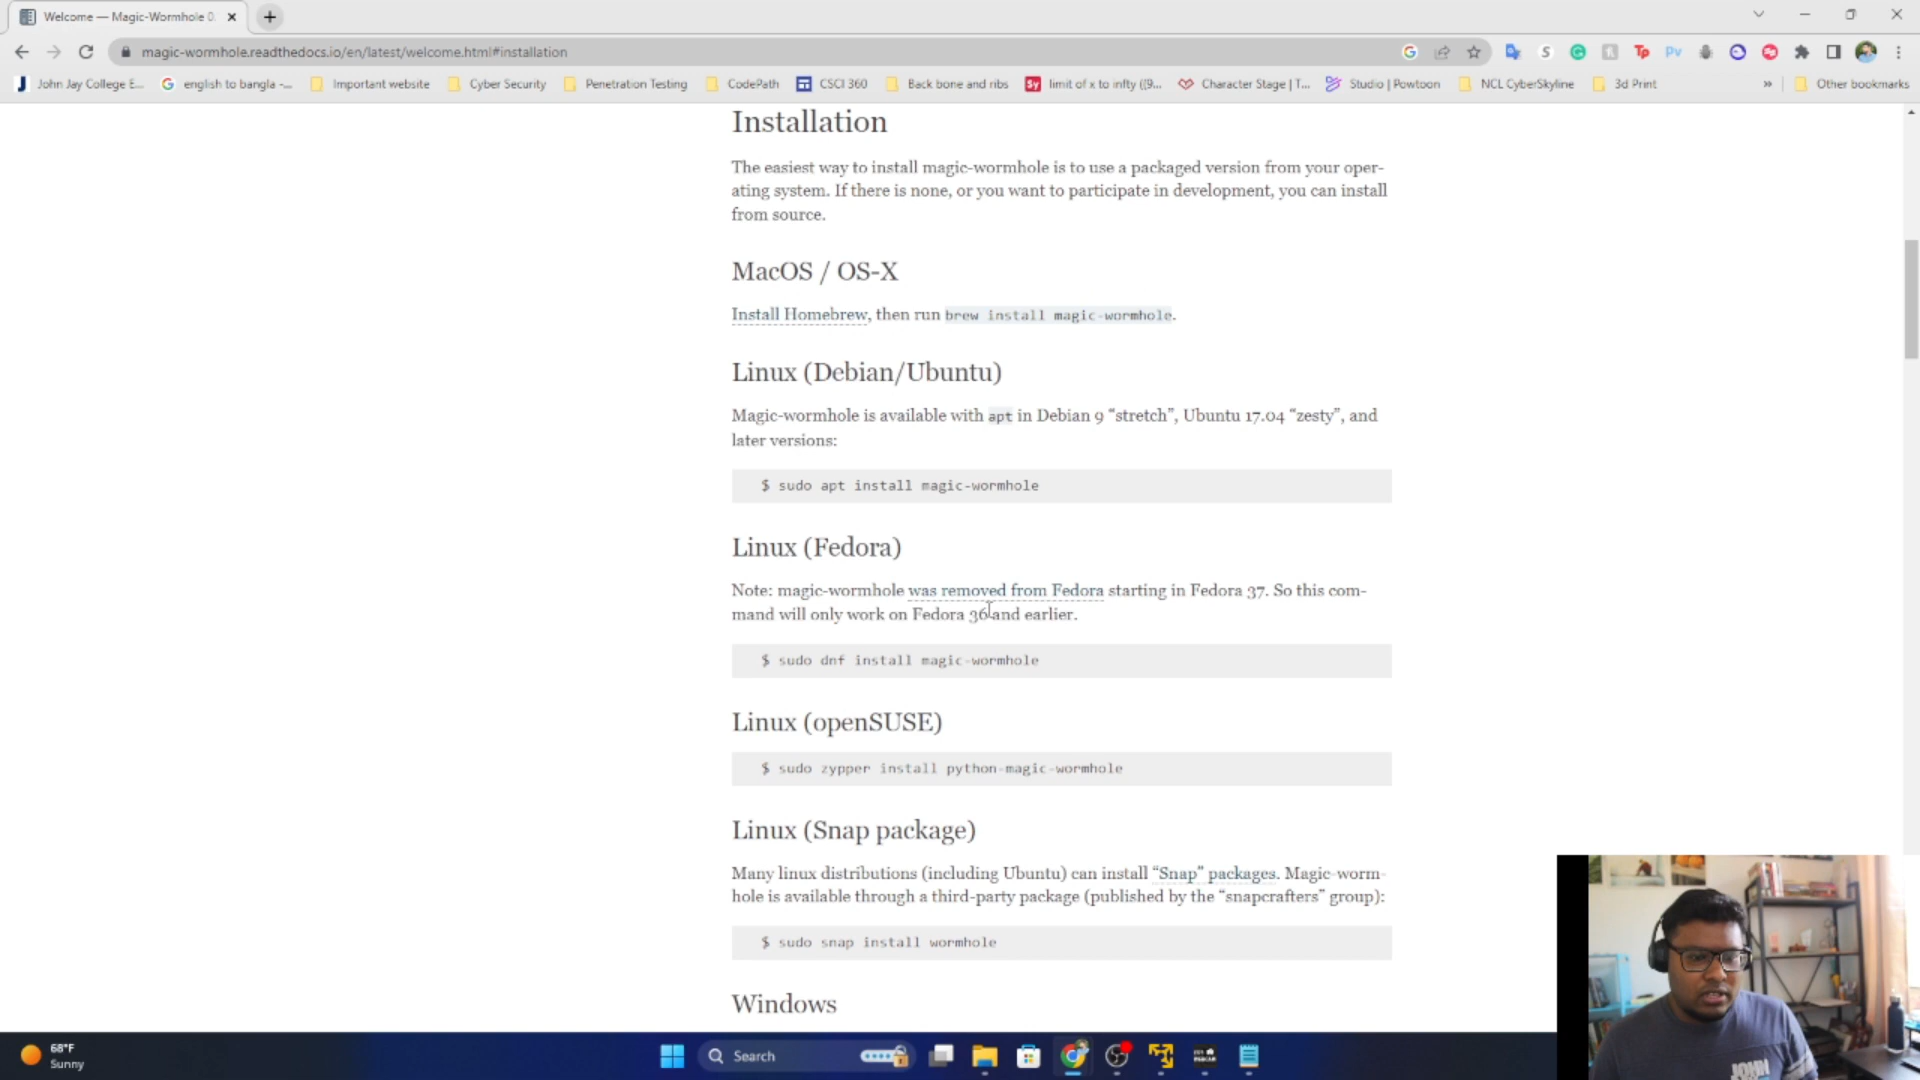 Welcome — Magic-Wormhole 0.
magic-wormhole.readthedocs.io/en/latest/welcome.html#installation
John Jay College E...
english to bangla -...
Important website
Cyber Security
Penetration Testing
CodePath
CSCI 360
Back bone and ribs
Sy limit of x to infty ((9...
Character Stage | T...
Studio | Powtoon
NCL CyberSkyline
3d Print
»
Other bookmarks
Installation
The easiest way to install magic-wormhole is to use a packaged version from your oper-
ating system. If there is none, or you want to participate in development, you can install
from source.
MacOS / OS-X
Install Homebrew, then run brew install magic-wormhole.
Linux (Debian/Ubuntu)
Magic-wormhole is available with apt in Debian 9 “stretch”, Ubuntu 17.04 “zesty”, and
later versions:
$ sudo apt install magic-wormhole
Linux (Fedora)
Note: magic-wormhole was removed from Fedora starting in Fedora 37. So this com-
mand will only work on Fedora 36 and earlier.
$ sudo dnf install magic-wormhole
Linux (openSUSE)
$ sudo zypper install python-magic-wormhole
Linux (Snap package)
Many linux distributions (including Ubuntu) can install “Snap” packages. Magic-worm-
hole is available through a third-party package (published by the “snapcrafters” group):
$ sudo snap install wormhole
Windows
68°F
Sunny
Search
JOHN